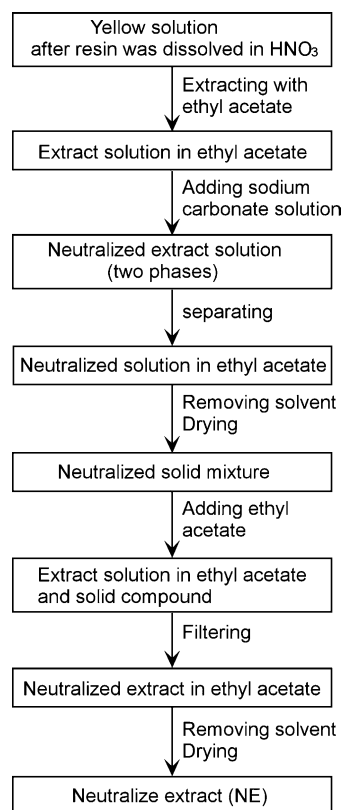 Yellow solution
after resin was dissolved in HNO₃
Extracting with
ethyl acetate
Extract solution in ethyl acetate
Adding sodium
carbonate solution
Neutralized extract solution
(two phases)
separating
Neutralized solution in ethyl acetate
Removing solvent
Drying
Neutralized solid mixture
Adding ethyl
acetate
Extract solution in ethyl acetate
and solid compound
Filtering
Neutralized extract in ethyl acetate
Removing solvent
Drying
Neutralize extract (NE)